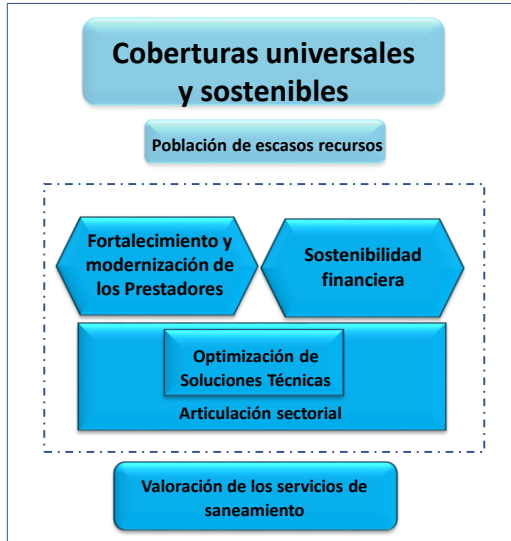 Coberturas universales
y sostenibles
Población de escasos recursos
Fortalecimiento y
modernización de
los Prestadores
Sostenibilidad
financiera
Optimización de
Soluciones Técnicas
Articulación sectorial
Valoración de los servicios de
saneamiento